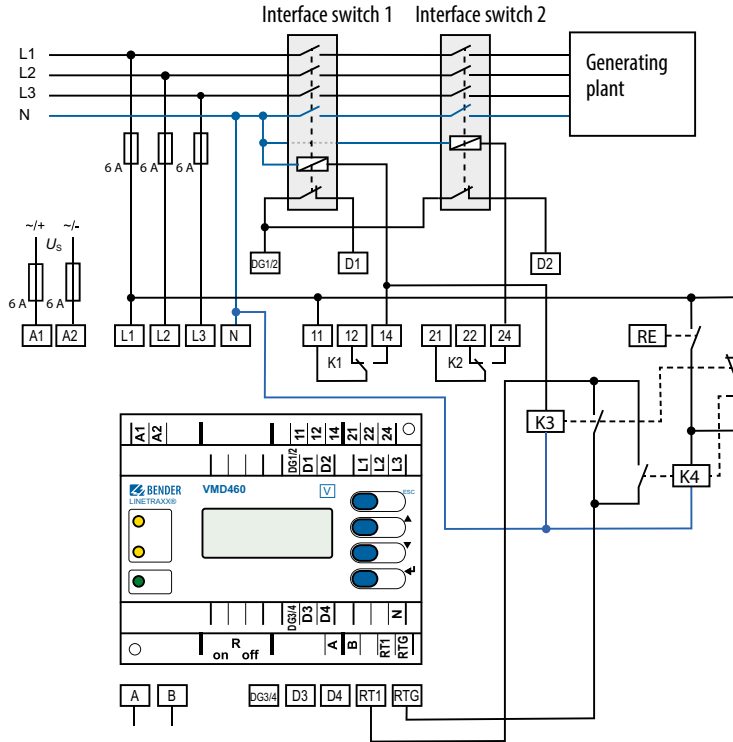 Interface switch 1 Interface switch 2
L1
L2
L3
N
Generating
plant
6 A 6 A 6 A
~/+ ~/-
Us
DG1/2 D1 D2
6 A 6 A
A1 A2 L1 L2 L3 N 11 12 14 21 22 24 RE
K1 K2
K3
K4
A1 A2 11 12 14 21 22 24
DG1/2 D1 D2 L1 L2 L3
BENDER VMD460 V ESC
LINETRAXX®
DG3/4 D3 D4 N
R
on off A B RT1 RTG
A B DG3/4 D3 D4 RT1 RTG